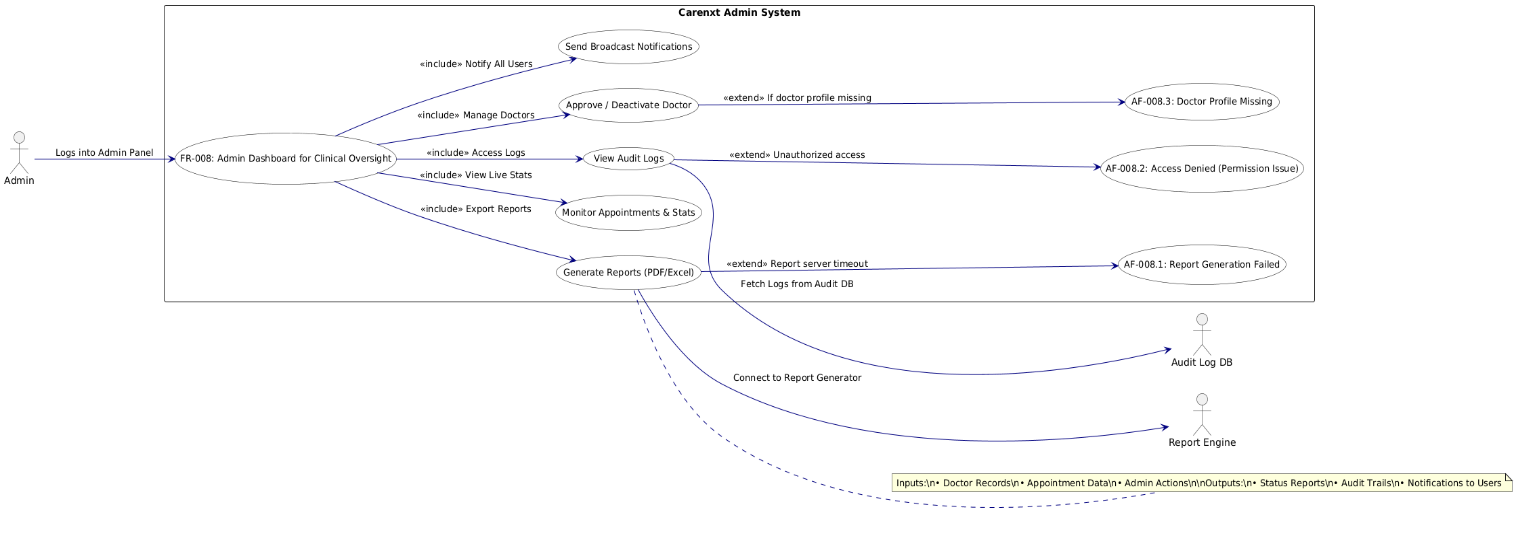 Carenxt Admin System
Send Broadcast Notifications
«include» Notify All Users
Approve / Deactivate Doctor
«extend» If doctor profile missing
AF-008.3: Doctor Profile Missing
«include» Manage Doctors
Admin
Logs into Admin Panel
FR-008: Admin Dashboard for Clinical Oversight
«include» Access Logs
View Audit Logs
«extend» Unauthorized access
AF-008.2: Access Denied (Permission Issue)
«include» View Live Stats
Monitor Appointments & Stats
«include» Export Reports
Generate Reports (PDF/Excel)
«extend» Report server timeout
AF-008.1: Report Generation Failed
Fetch Logs from Audit DB
Audit Log DB
Connect to Report Generator
Report Engine
Inputs:\n• Doctor Records\n• Appointment Data\n• Admin Actions\n\nOutputs:\n• Status Reports\n• Audit Trails\n• Notifications to Users